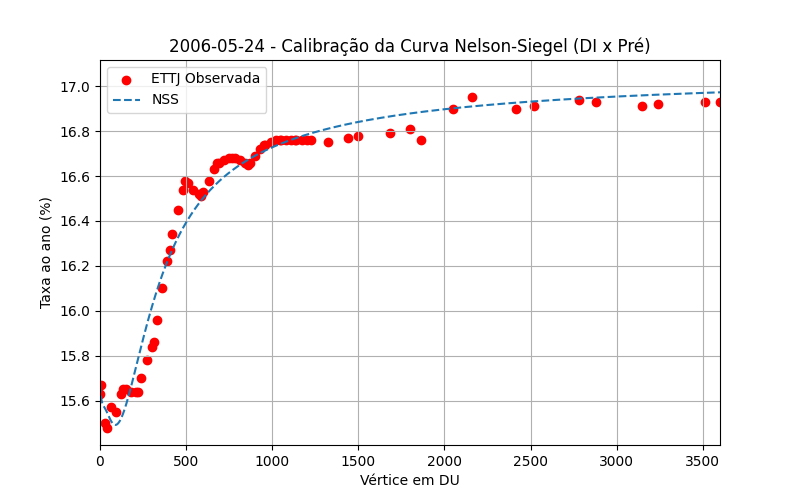 2006-05-24 - Calibração da Curva Nelson-Siegel (DI x Pré)
ETTJ Observada
NSS
Taxa ao ano (%)
17.0
16.8
16.6
16.4
16.2
16.0
15.8
15.6
0 500 1000 1500 2000 2500 3000 3500
Vértice em DU